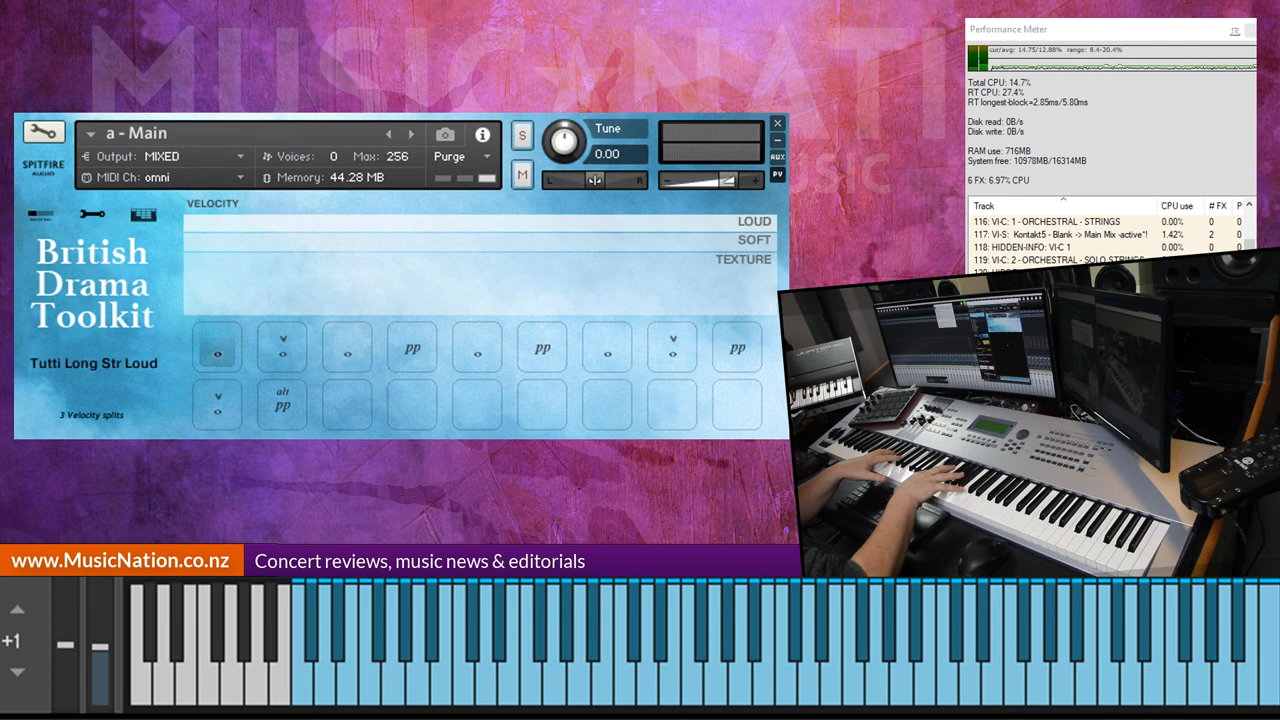 MUSIC NATI
MUSIC
Performance Meter
cur/avg: 14.75/12.88% range: 8.4-20.4%
Total CPU: 14.7%
RT CPU: 27.4%
RT longest-block=2.85ms/5.80ms
Disk read: 0B/s
Disk write: 0B/s
RAM use: 716MB
System free: 10978MB/16314MB
6 FX: 6.97% CPU
Track CPU use # FX P
116: VI-C: 1 - ORCHESTRAL - STRINGS 0.00% 0 0
117: VI-S: Kontakt5 - Blank -> Main Mix -active*! 1.42% 2 0
118: HIDDEN-INFO: VI-C 1 0.00% 0 0
119: VI-C: 2 - ORCHESTRAL - SOLO STRINGS 0.00% 0 0
SPITFIRE
AUDIO
a - Main
S
Tune
X
Output: MIXED
Voices: 0 Max: 256
Purge
0.00
AUX
MIDI Ch: omni
Memory: 44.28 MB
M
L R
- +
PV
VELOCITY
LOUD
SOFT
TEXTURE
British
Drama
Toolkit
Tutti Long Str Loud
3 Velocity splits
pp pp pp
alt
pp
www.MusicNation.co.nz
Concert reviews, music news & editorials
+1